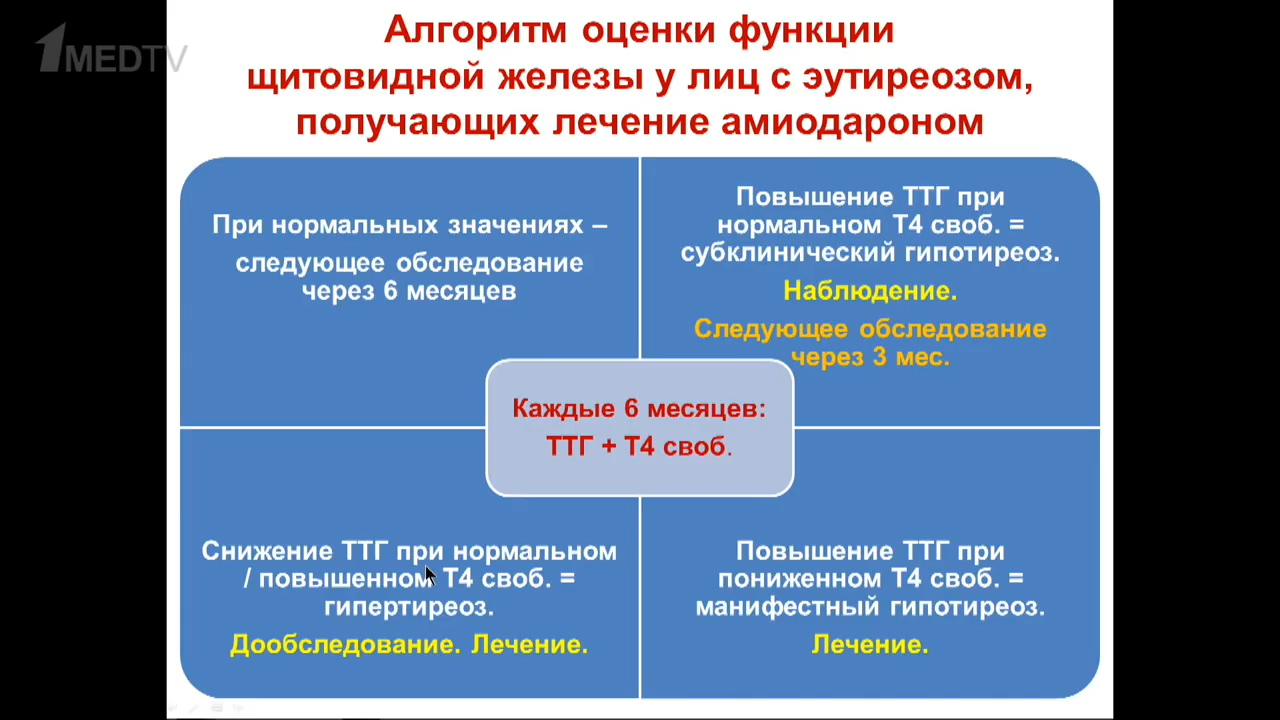 1MEDTV
Алгоритм оценки функции
щитовидной железы у лиц с эутиреозом,
получающих лечение амиодароном
При нормальных значениях –
следующее обследование
через 6 месяцев
Повышение ТТГ при
нормальном Т4 своб. =
субклинический гипотиреоз.
Наблюдение.
Следующее обследование
через 3 мес.
Каждые 6 месяцев:
ТТГ + Т4 своб.
Снижение ТТГ при нормальном
/ повышенном Т4 своб. =
гипертиреоз.
Дообследование. Лечение.
Повышение ТТГ при
пониженном Т4 своб. =
манифестный гипотиреоз.
Лечение.